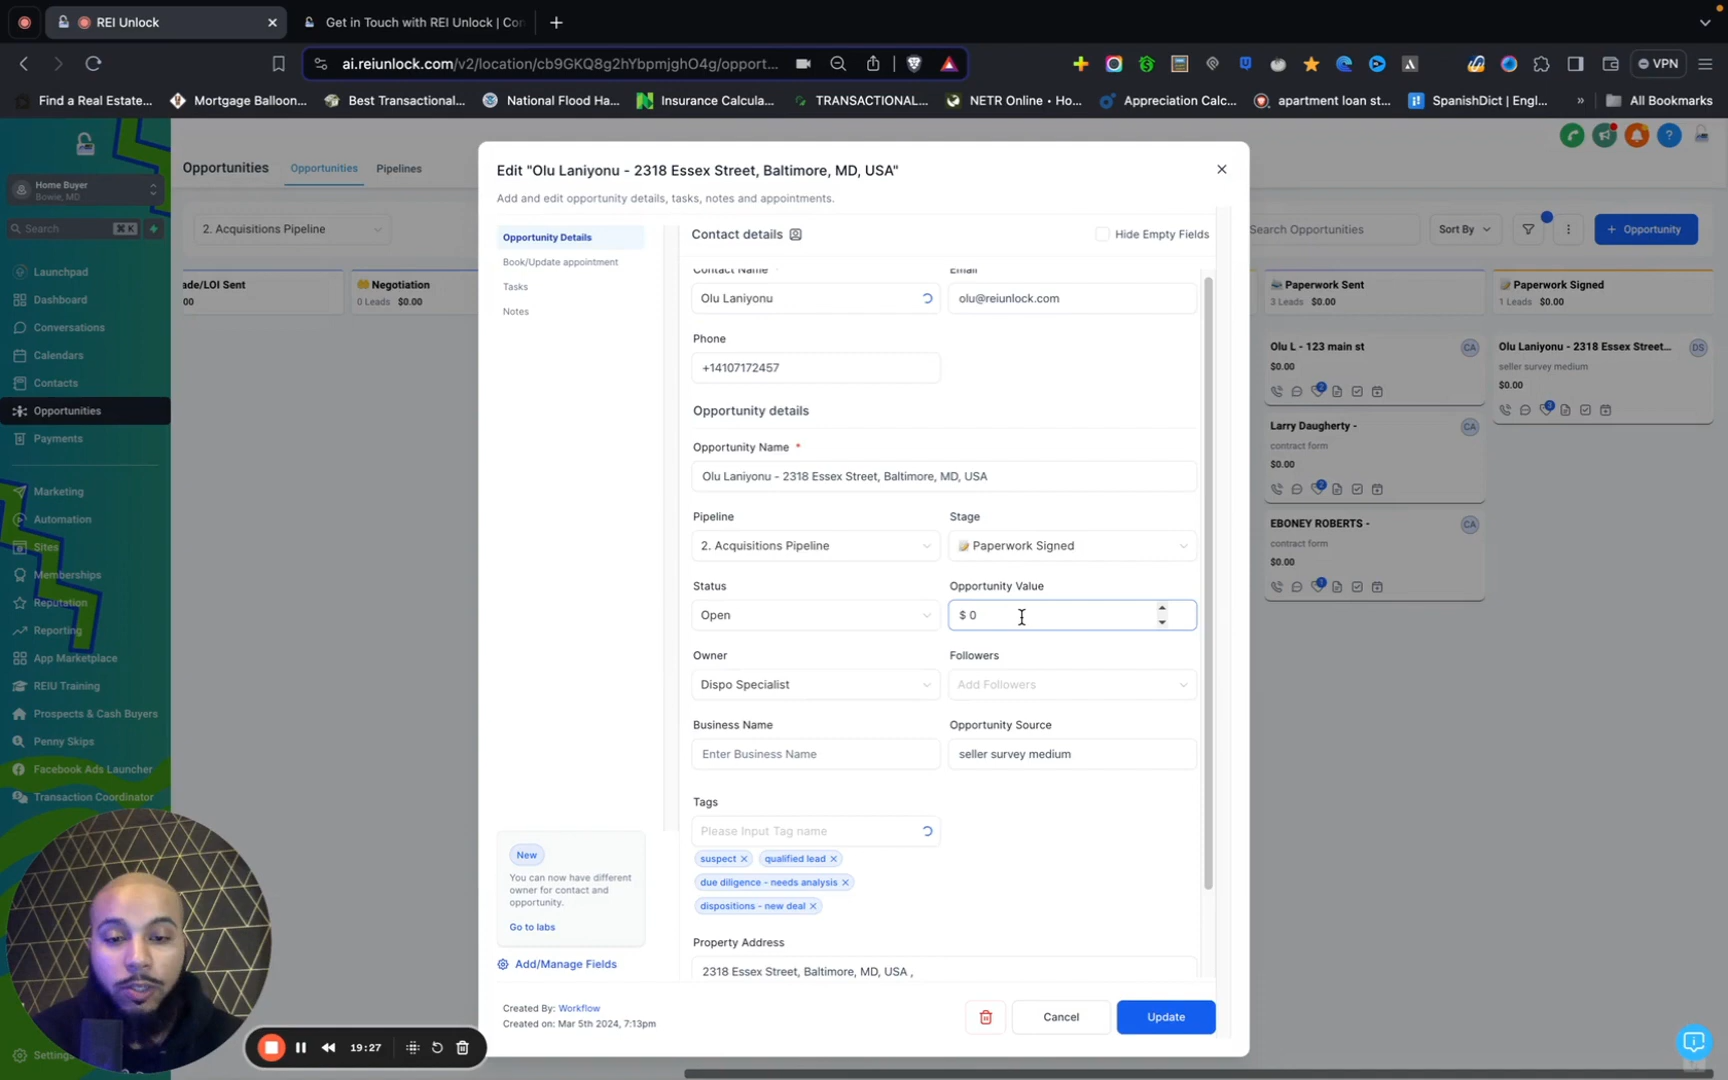 REI Unlock
Get in Touch with REI Unlock | Con
ai.reiunlock.com/v2/location/cb9GKQ8g2hYbpmjghO4g/opport...
VPN
Find a Real Estate...
Mortgage Balloon...
Best Transactional...
National Flood Ha...
Insurance Calcula...
TRANSACTIONAL...
NETR Online • Ho...
Appreciation Calc...
apartment loan st...
SpanishDict | Engl...
»
All Bookmarks
Home Buyer
Bowie, MD
Search
⌘ K
Launchpad
Dashboard
Conversations
Calendars
Contacts
Opportunities
Payments
Marketing
Automation
Sites
Memberships
Reputation
Reporting
App Marketplace
REIU Training
Prospects & Cash Buyers
Penny Skips
Facebook Ads Launcher
Transaction Coordinator
Settings
Opportunities
Opportunities
Pipelines
2. Acquisitions Pipeline
Search Opportunities
Sort By
+ Opportunity
ade/LOI Sent
00
Negotiation
0 Leads $0.00
Paperwork Sent
3 Leads $0.00
Paperwork Signed
1 Leads $0.00
Olu L - 123 main st
CA
$0.00
2
Larry Daugherty -
CA
contract form
$0.00
2
EBONEY ROBERTS -
CA
contract form
$0.00
1
Olu Laniyonu - 2318 Essex Street...
DS
seller survey medium
$0.00
3
Edit "Olu Laniyonu - 2318 Essex Street, Baltimore, MD, USA"
Add and edit opportunity details, tasks, notes and appointments.
Opportunity Details
Book/Update appointment
Tasks
Notes
Contact details
Hide Empty Fields
Contact Name
Email
Olu Laniyonu
olu@reiunlock.com
Phone
+14107172457
Opportunity details
Opportunity Name *
Olu Laniyonu - 2318 Essex Street, Baltimore, MD, USA
Pipeline
Stage
2. Acquisitions Pipeline
Paperwork Signed
Status
Opportunity Value
Open
$ 0
Owner
Followers
Dispo Specialist
Add Followers
Business Name
Opportunity Source
Enter Business Name
seller survey medium
Tags
Please Input Tag name
suspect ×
qualified lead ×
due diligence - needs analysis ×
dispositions - new deal ×
Property Address
2318 Essex Street, Baltimore, MD, USA ,
New
You can now have different
owner for contact and
opportunity.
Go to labs
Add/Manage Fields
Created By: Workflow
Created on: Mar 5th 2024, 7:13pm
Cancel
Update
19:27